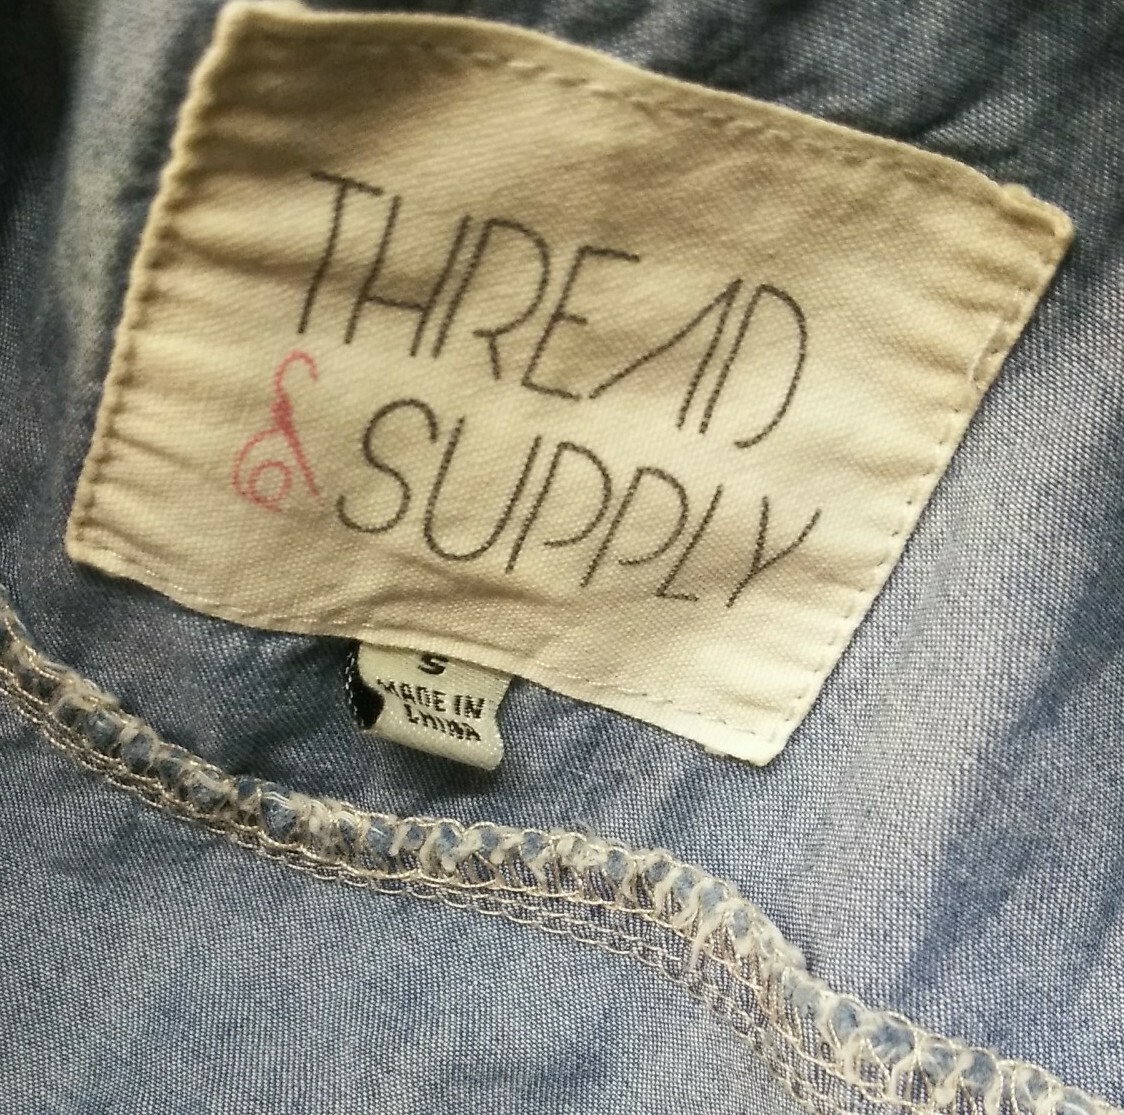 THREAD
& SUPPLY
S
MADE IN
CHINA